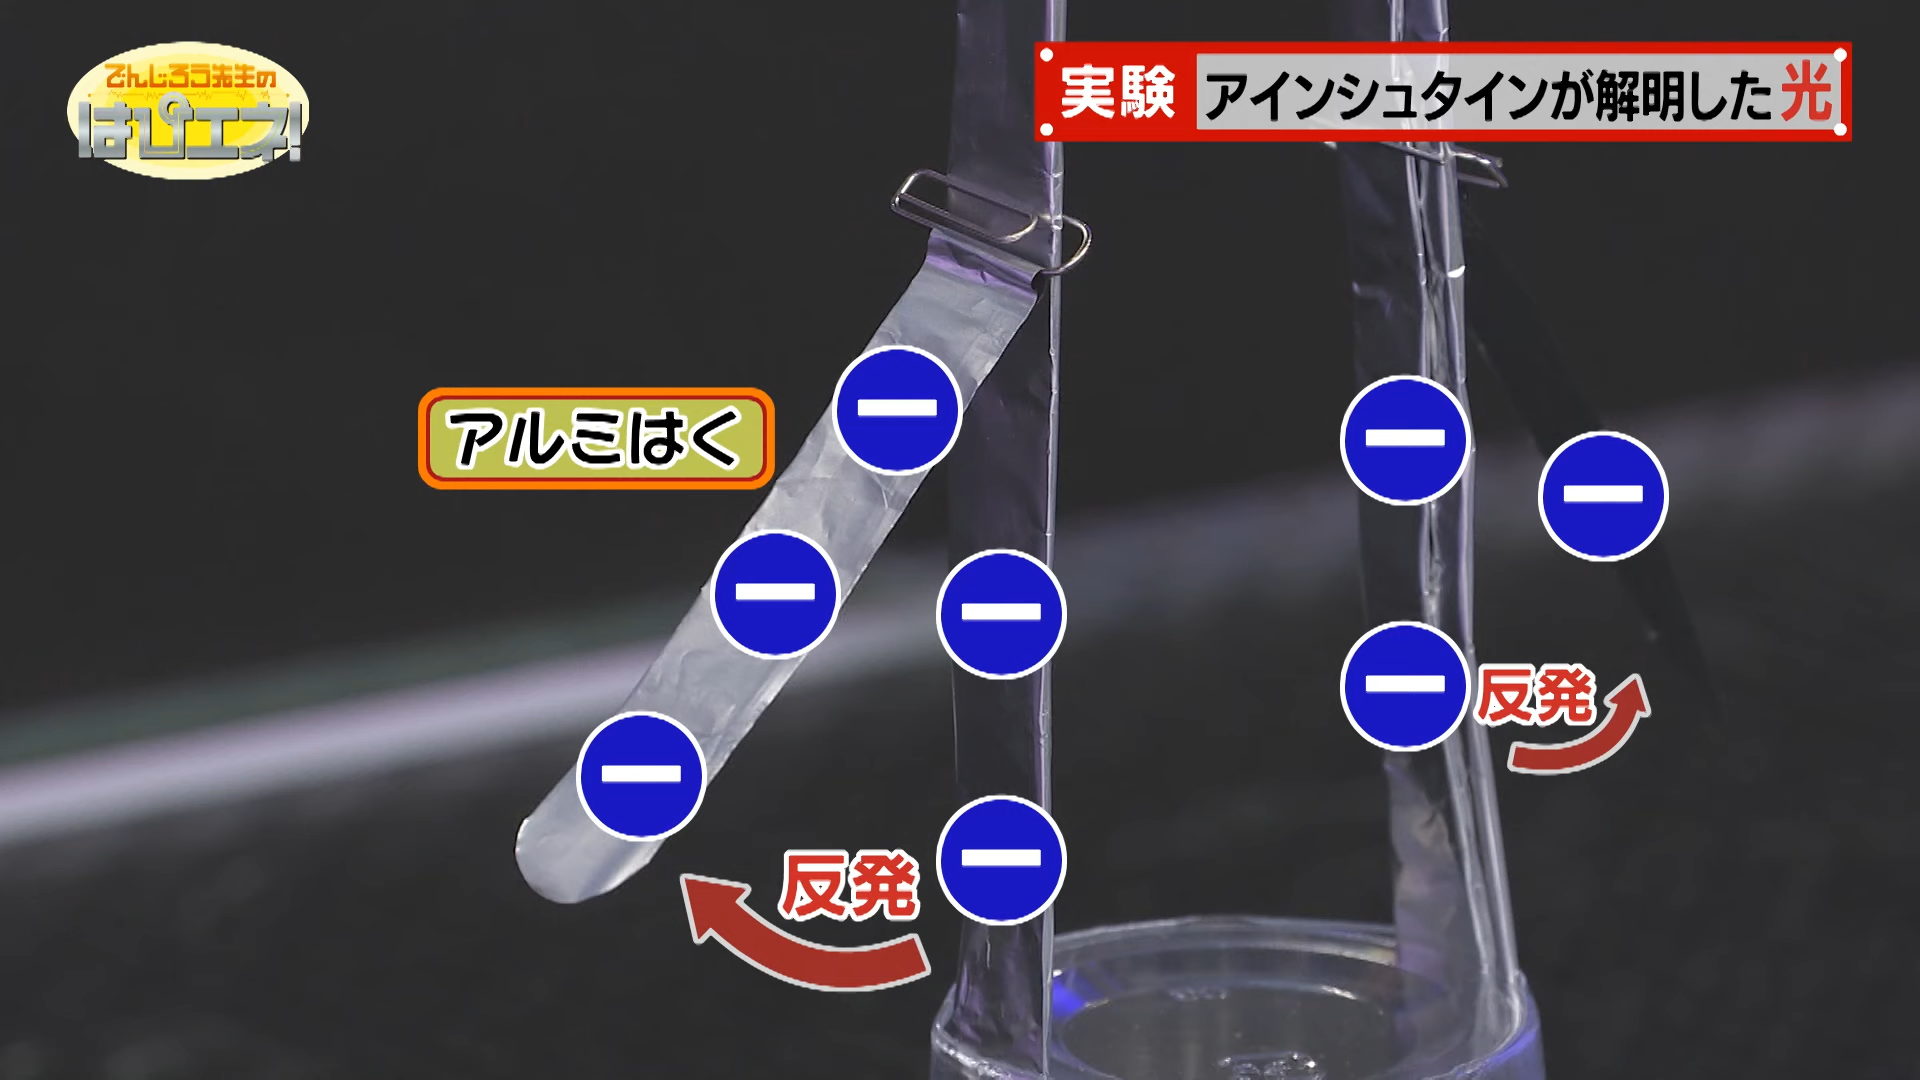 でんじろう先生の
はぴエネ!
実験 アインシュタインが解明した光
アルミはく
反発
反発